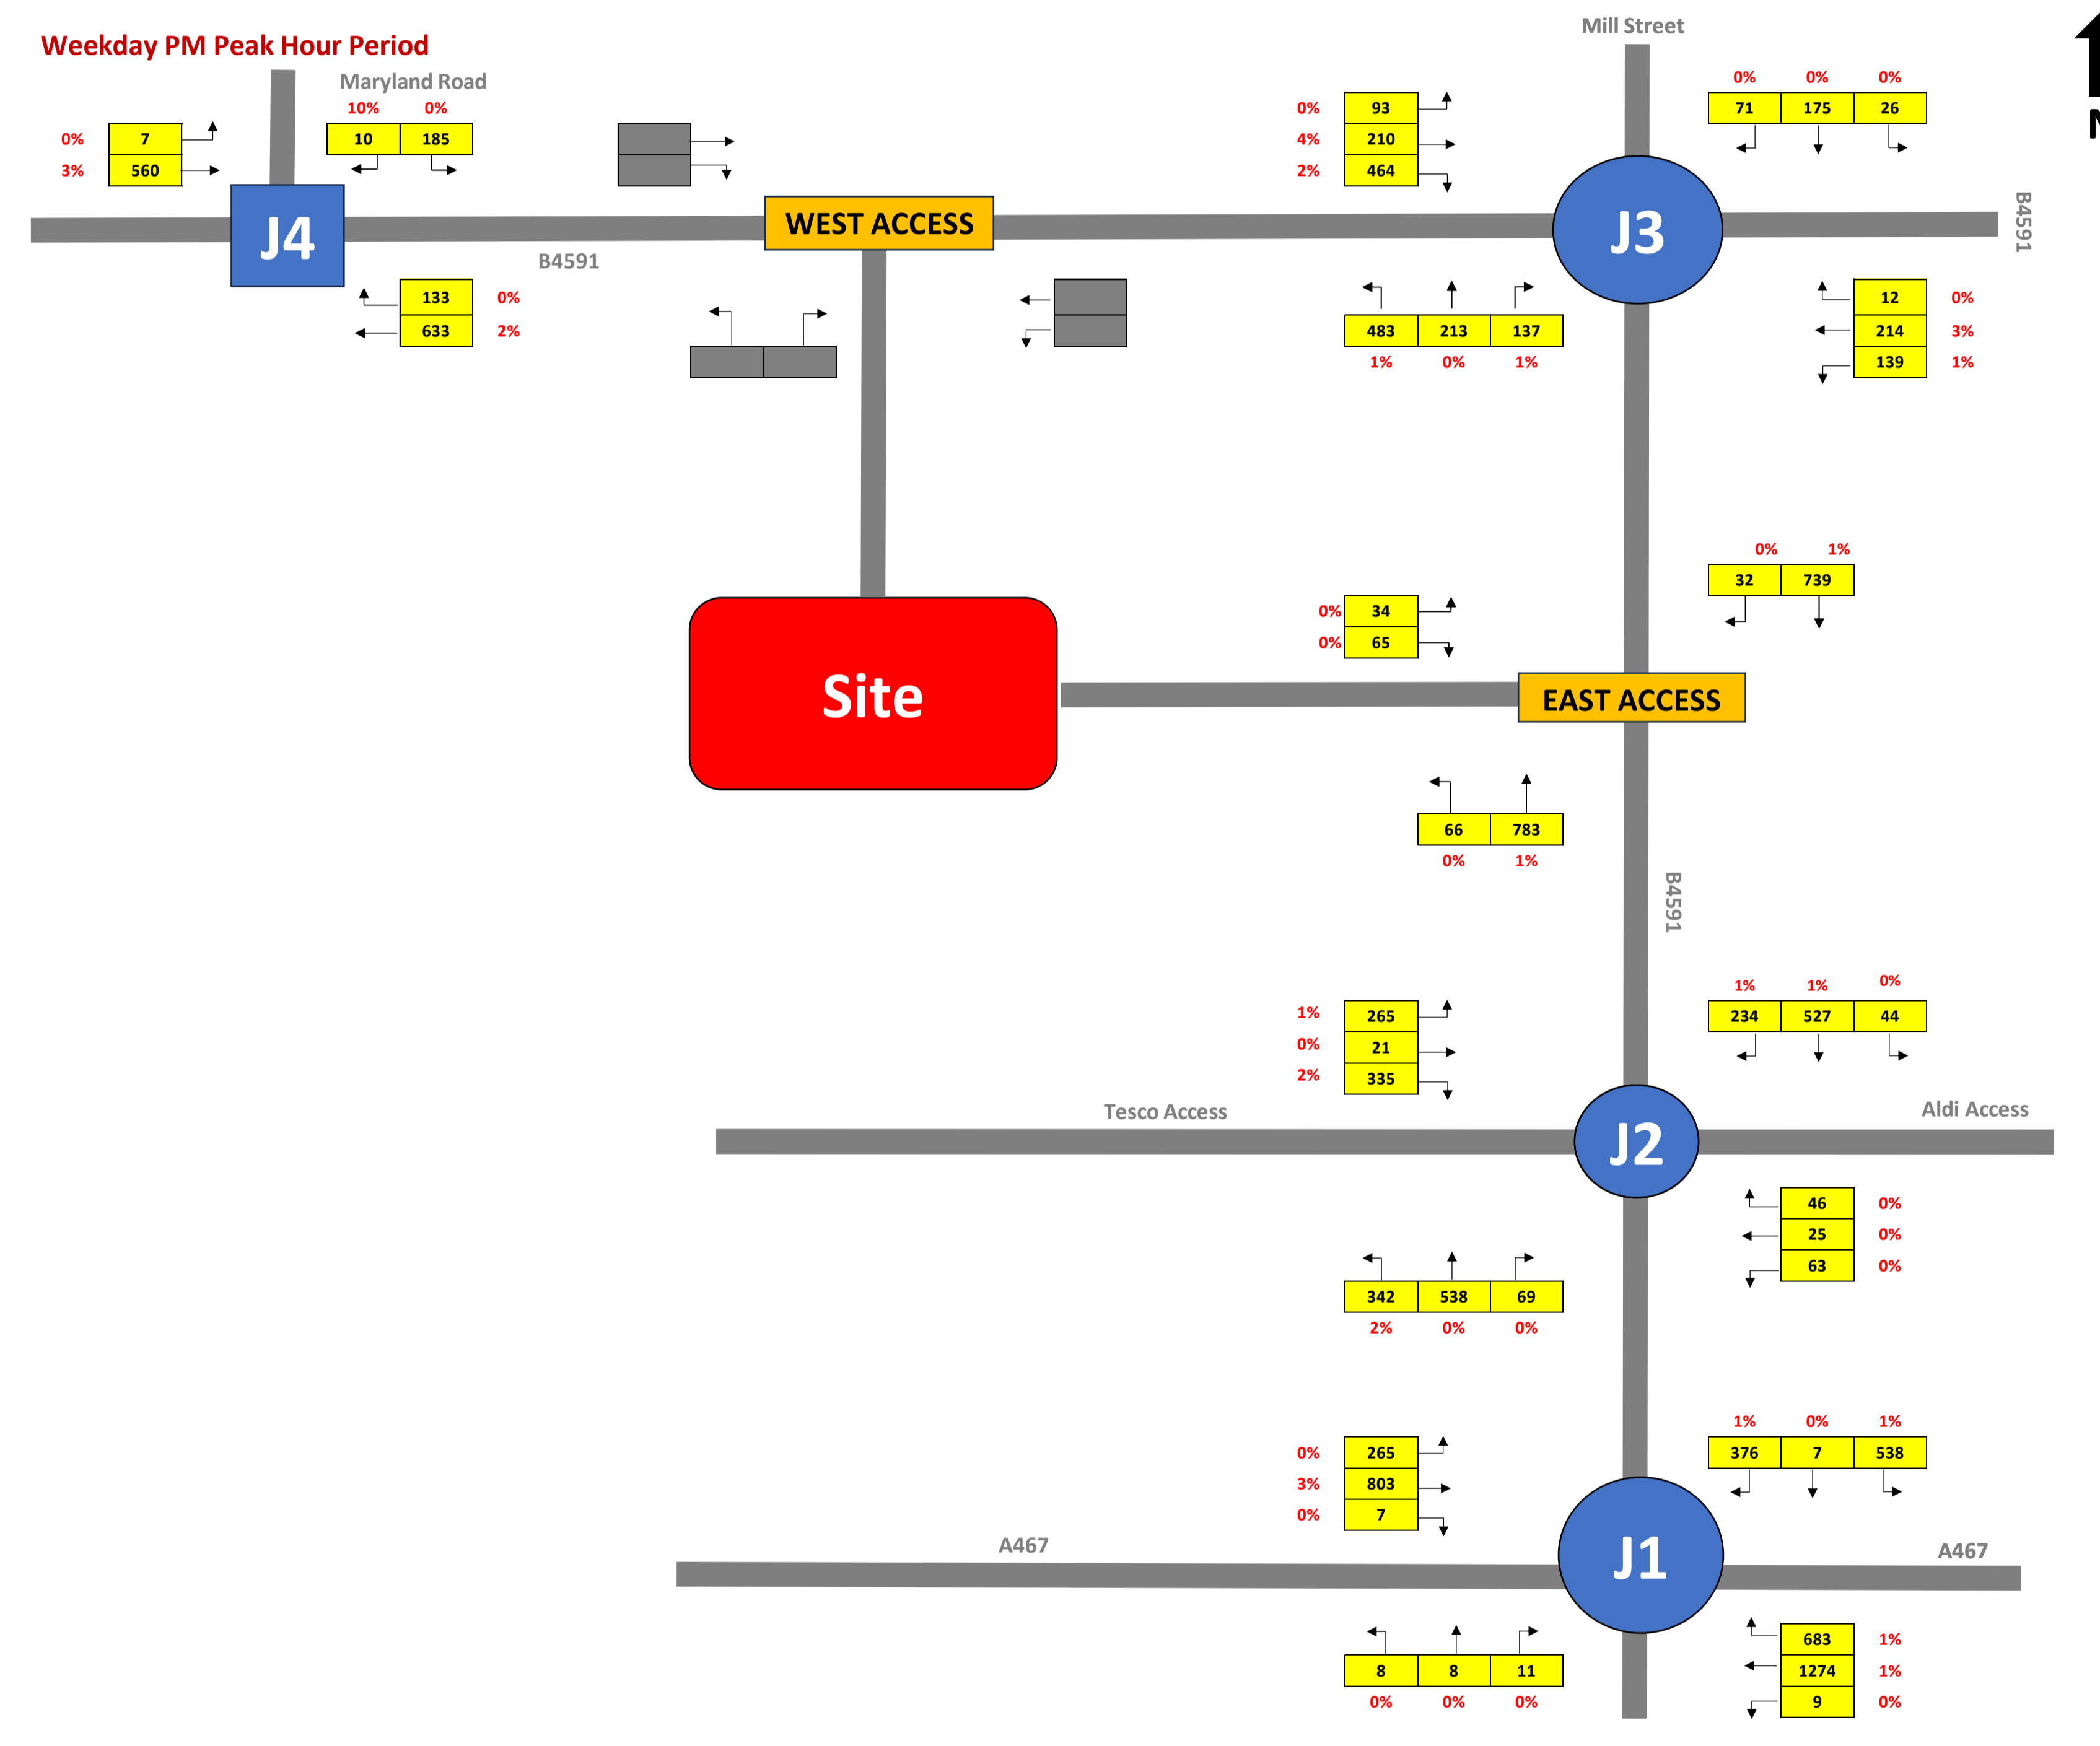 Mill Street
Weekday PM Peak Hour Period
Maryland Road
0% 0% 0%
10% 0%
0% 7
10 185
0% 93
71 175 26
3% 560
4% 210
2% 464
B4591
J4
WEST ACCESS
J3
B4591
133 0%
633 2%
483 213 137
1% 0% 1%
12 0%
214 3%
139 1%
0% 1%
32 739
0% 34
0% 65
Site
EAST ACCESS
66 783
0% 1%
B4591
1% 1% 0%
234 527 44
1% 265
0% 21
2% 335
Tesco Access
Aldi Access
J2
46 0%
25 0%
63 0%
342 538 69
2% 0% 0%
1% 0% 1%
376 7 538
0% 265
3% 803
0% 7
A467
A467
J1
683 1%
1274 1%
9 0%
8 8 11
0% 0% 0%